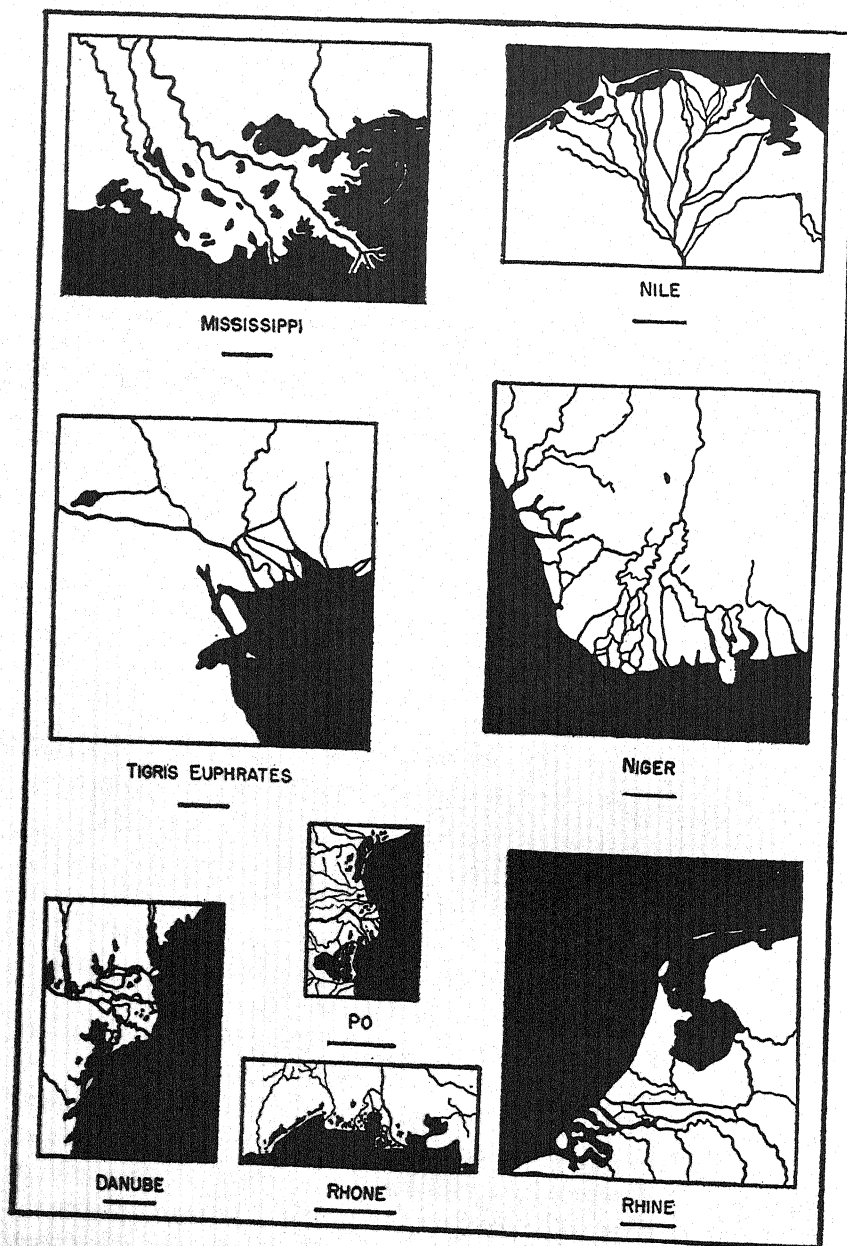 MISSISSIPPI
NILE
TIGRIS EUPHRATES
NIGER
PO
DANUBE
RHONE
RHINE